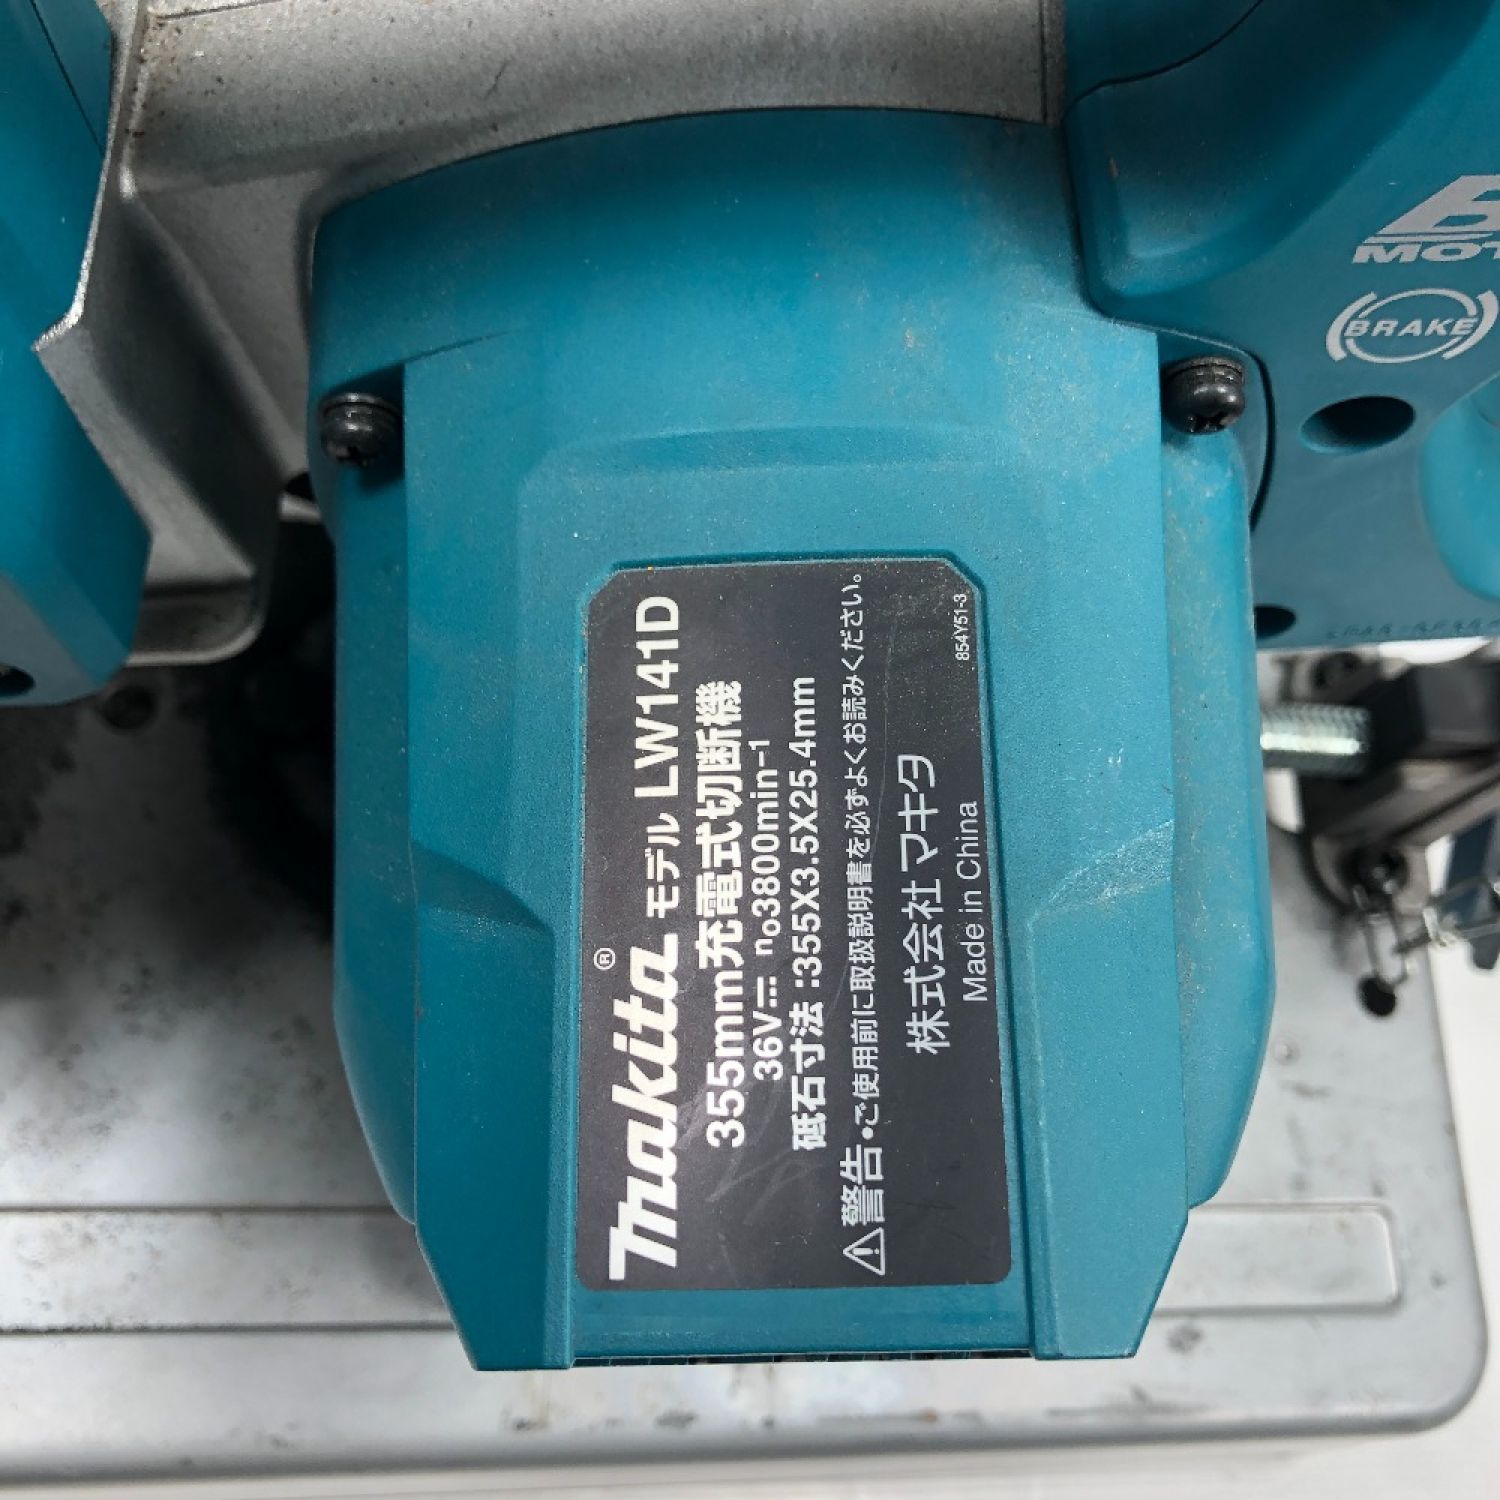 makita® モデル LW141D
355mm充電式切断機
36V⎓ n₀3800min⁻¹
砥石寸法:355X3.5X25.4mm
⚠警告•ご使用前に取扱説明書を必ずよくお読みください。
株式会社マキタ
Made in China
854Y51-3
BRAKE